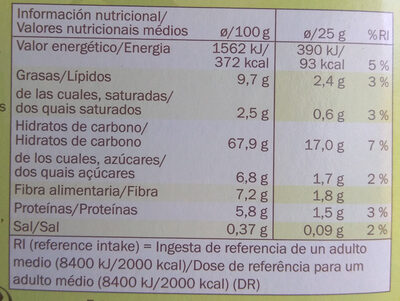 Información nutricional/
Valores nutricionais médios ø/100 g ø/25 g %RI
Valor energético/Energia 1562 kJ/ 390 kJ/
372 kcal 93 kcal 5 %
Grasas/Lípidos 9,7 g 2,4 g 3 %
de las cuales, saturadas/
dos quais saturados 2,5 g 0,6 g 3 %
Hidratos de carbono/
Hidratos de carbono 67,9 g 17,0 g 7 %
de los cuales, azúcares/
dos quais açúcares 6,8 g 1,7 g 2 %
Fibra alimentaria/Fibra 7,2 g 1,8 g
Proteínas/Proteínas 5,8 g 1,5 g 3 %
Sal/Sal 0,37 g 0,09 g 2 %
RI (reference intake) = Ingesta de referencia de un adulto
medio (8400 kJ/2000 kcal)/Dose de referência para um
adulto médio (8400 kJ/2000 kcal) (DR)